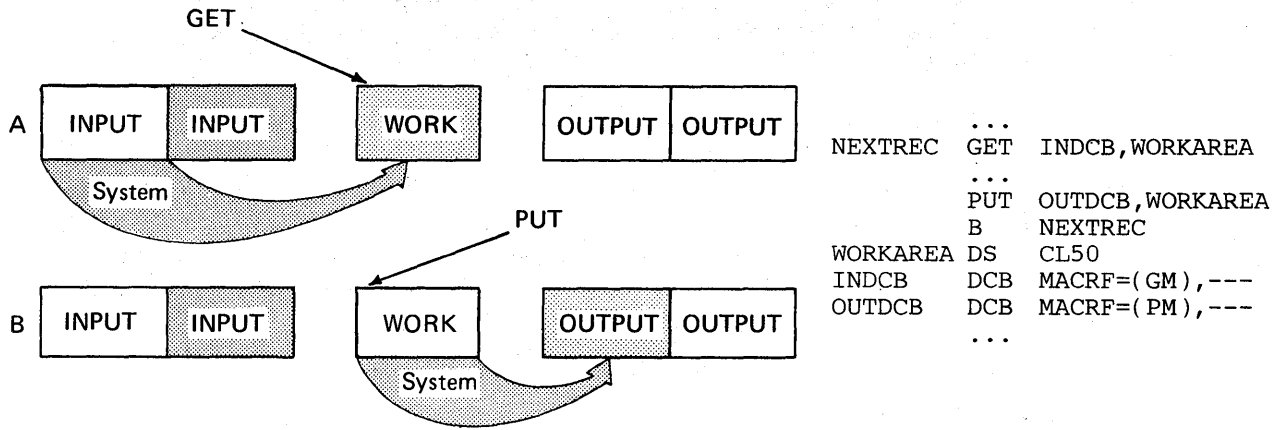 GET
A INPUT INPUT WORK OUTPUT OUTPUT
System
PUT
B INPUT INPUT WORK OUTPUT OUTPUT
System
...
NEXTREC GET INDCB,WORKAREA
...
PUT OUTDCB,WORKAREA
B NEXTREC
WORKAREA DS CL50
INDCB DCB MACRF=(GM),---
OUTDCB DCB MACRF=(PM),---
...